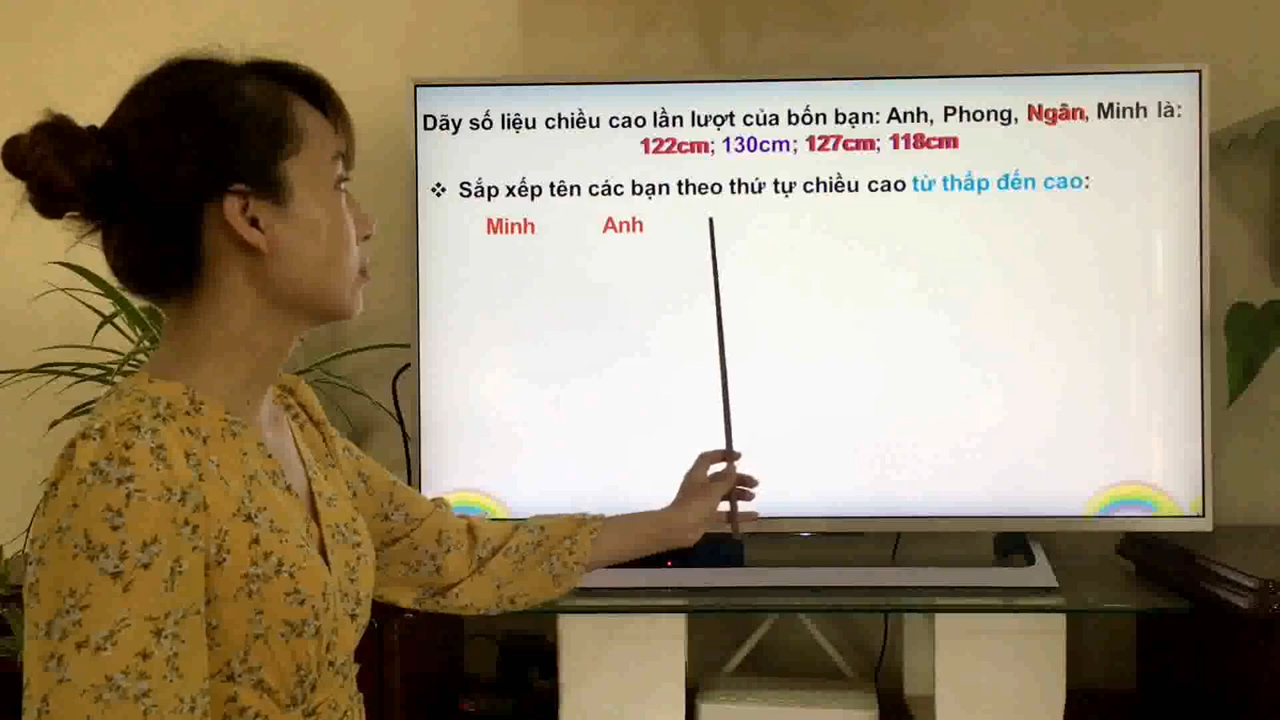 Dãy số liệu chiều cao lần lượt của bốn bạn: Anh, Phong, Ngân, Minh là:
122cm; 130cm; 127cm; 118cm
❖ Sắp xếp tên các bạn theo thứ tự chiều cao từ thấp đến cao:
Minh Anh